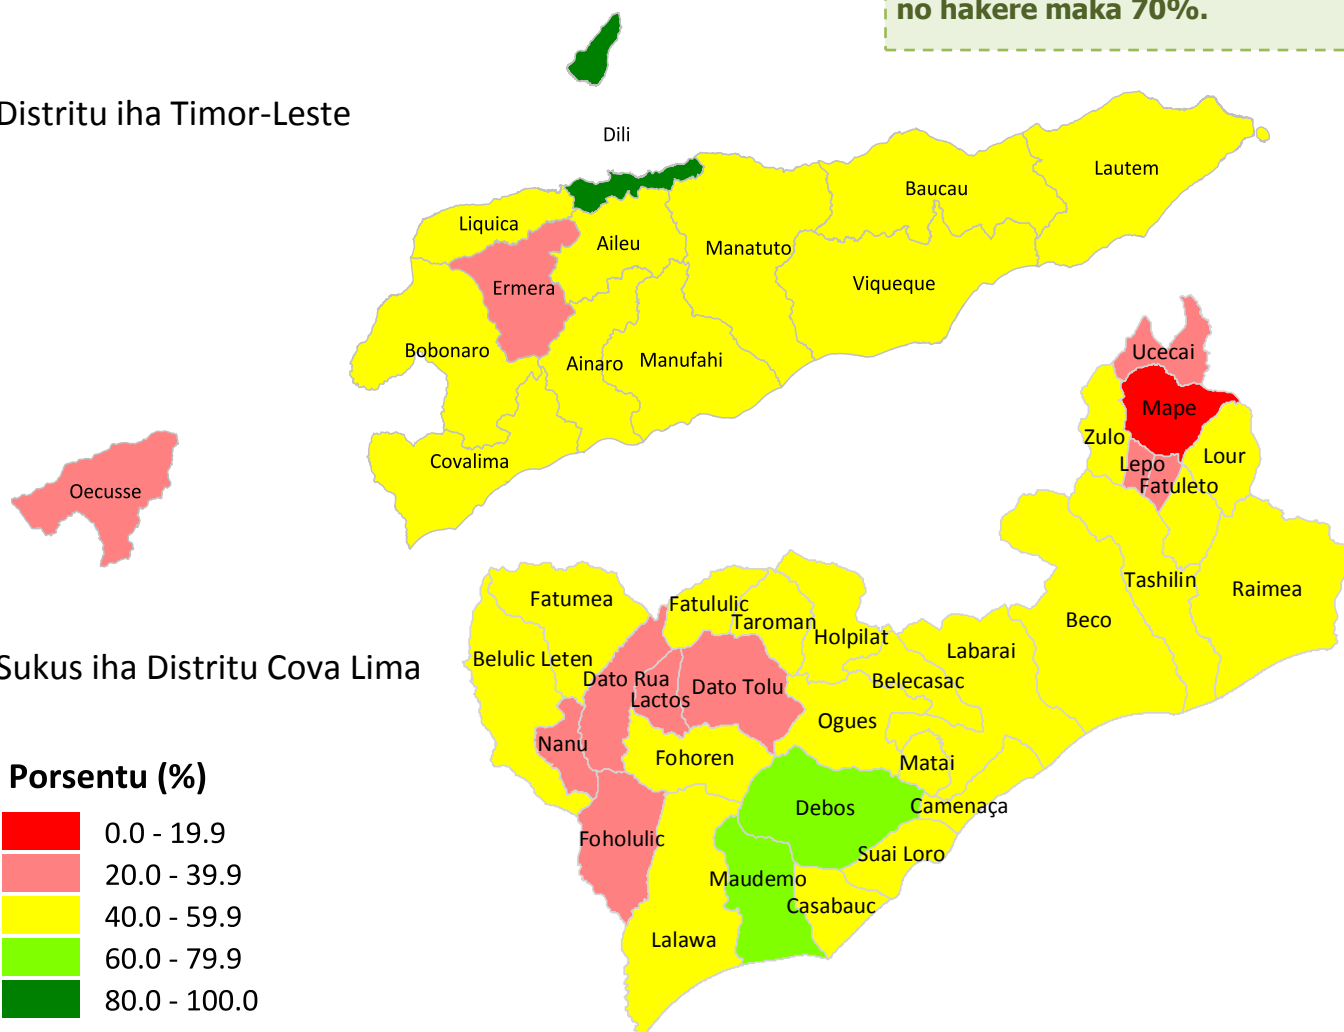 no hakere maka 70%.
Distritu iha Timor-Leste
Dili
Lautem
Baucau
Liquica
Aileu
Manatuto
Viqueque
Ermera
Bobonaro
Ainaro
Manufahi
Covalima
Oecusse
Ucecai
Mape
Zulo
Lepo
Lour
Fatuleto
Tashilin
Raimea
Beco
Sukus iha Distritu Cova Lima
Fatumea
Fatululic
Taroman
Holpilat
Labarai
Belulic Leten
Dato Rua
Lactos
Dato Tolu
Belecasac
Ogues
Nanu
Fohoren
Matai
Debos
Camenaça
Foholulic
Suai Loro
Maudemo
Casabauc
Lalawa
Porsentu (%)
0.0 - 19.9
20.0 - 39.9
40.0 - 59.9
60.0 - 79.9
80.0 - 100.0